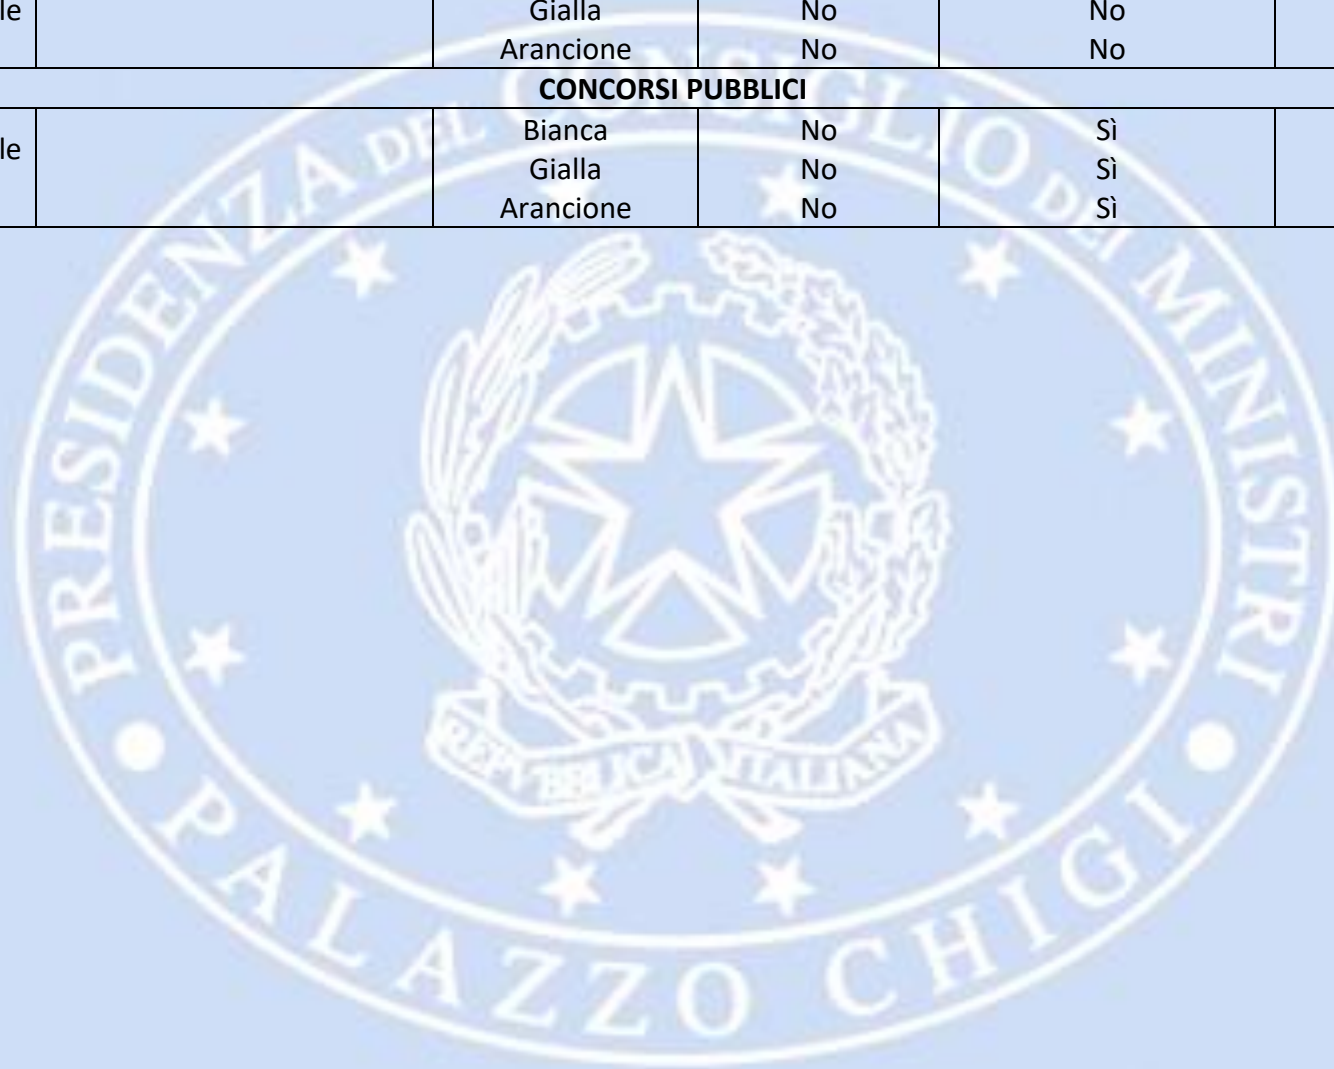 le Gialla No No
Arancione No No
CONCORSI PUBBLICI
Bianca No Sì
le Gialla No Sì
Arancione No Sì
PRESIDENZA DEL CONSIGLIO DEI MINISTRI
REPVBBLICA ITALIANA
PALAZZO CHIGI